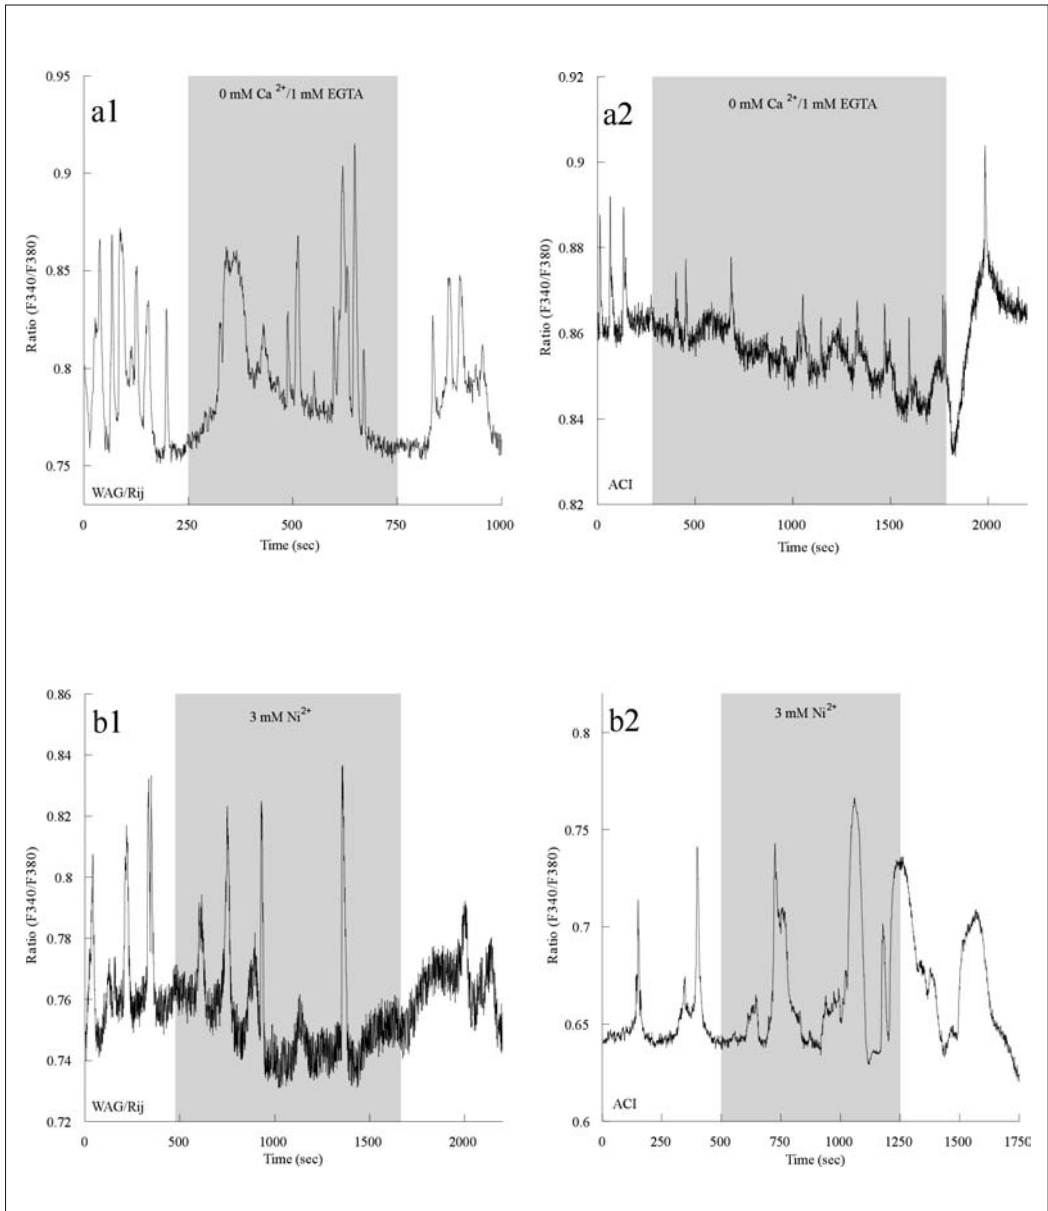 0.95
0.9
0.85
0.8
0.75
Ratio (F340/F380)
a1
0 mM Ca 2+/1 mM EGTA
WAG/Rij
0 250 500 750 1000
Time (sec)
0.92
0.9
0.88
0.86
0.84
0.82
Ratio (F340/F380)
a2
0 mM Ca 2+/1 mM EGTA
ACI
0 500 1000 1500 2000
Time (sec)
0.86
0.84
0.82
0.8
0.78
0.76
0.74
0.72
Ratio (F340/F380)
b1
3 mM Ni2+
WAG/Rij
0 500 1000 1500 2000
Time (sec)
0.8
0.75
0.7
0.65
0.6
Ratio (F340/F380)
b2
3 mM Ni2+
ACI
0 250 500 750 1000 1250 1500 1750
Time (sec)